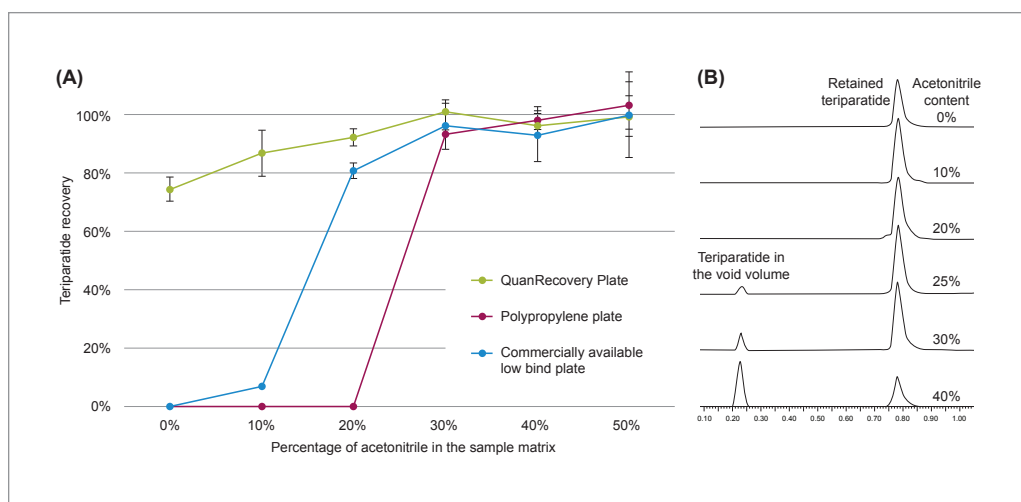 (A)
100%
80%
60%
40%
20%
0%
Teriparatide recovery
QuanRecovery Plate
Polypropylene plate
Commercially available
low bind plate
0%
10%
20%
30%
40%
50%
Percentage of acetonitrile in the sample matrix
(B)
Retained
teriparatide
Acetonitrile
content
0%
10%
20%
Teriparatide in
the void volume
25%
30%
40%
0.10
0.20
0.30
0.40
0.50
0.60
0.70
0.80
0.90
1.00